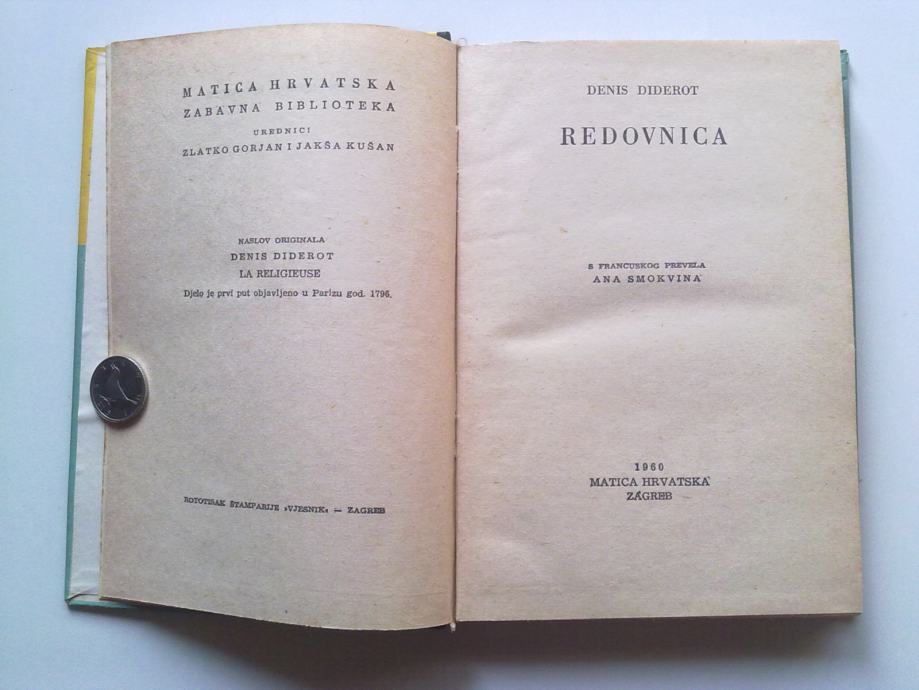 MATICA HRVATSKA
ZABAVNA BIBLIOTEKA
UREDNICI
ZLATKO GORJAN I JAKŠA KUŠAN
NASLOV ORIGINALA
DENIS DIDEROT
LA RELIGIEUSE
Djelo je prvi put objavljeno u Parizu god. 1796.
ROTOTISAK ŠTAMPARIJE »VJESNIK« — ZAGREB
DENIS DIDEROT
REDOVNICA
S FRANCUSKOG PREVELA
ANA SMOKVINA
1960
MATICA HRVATSKA
ZAGREB